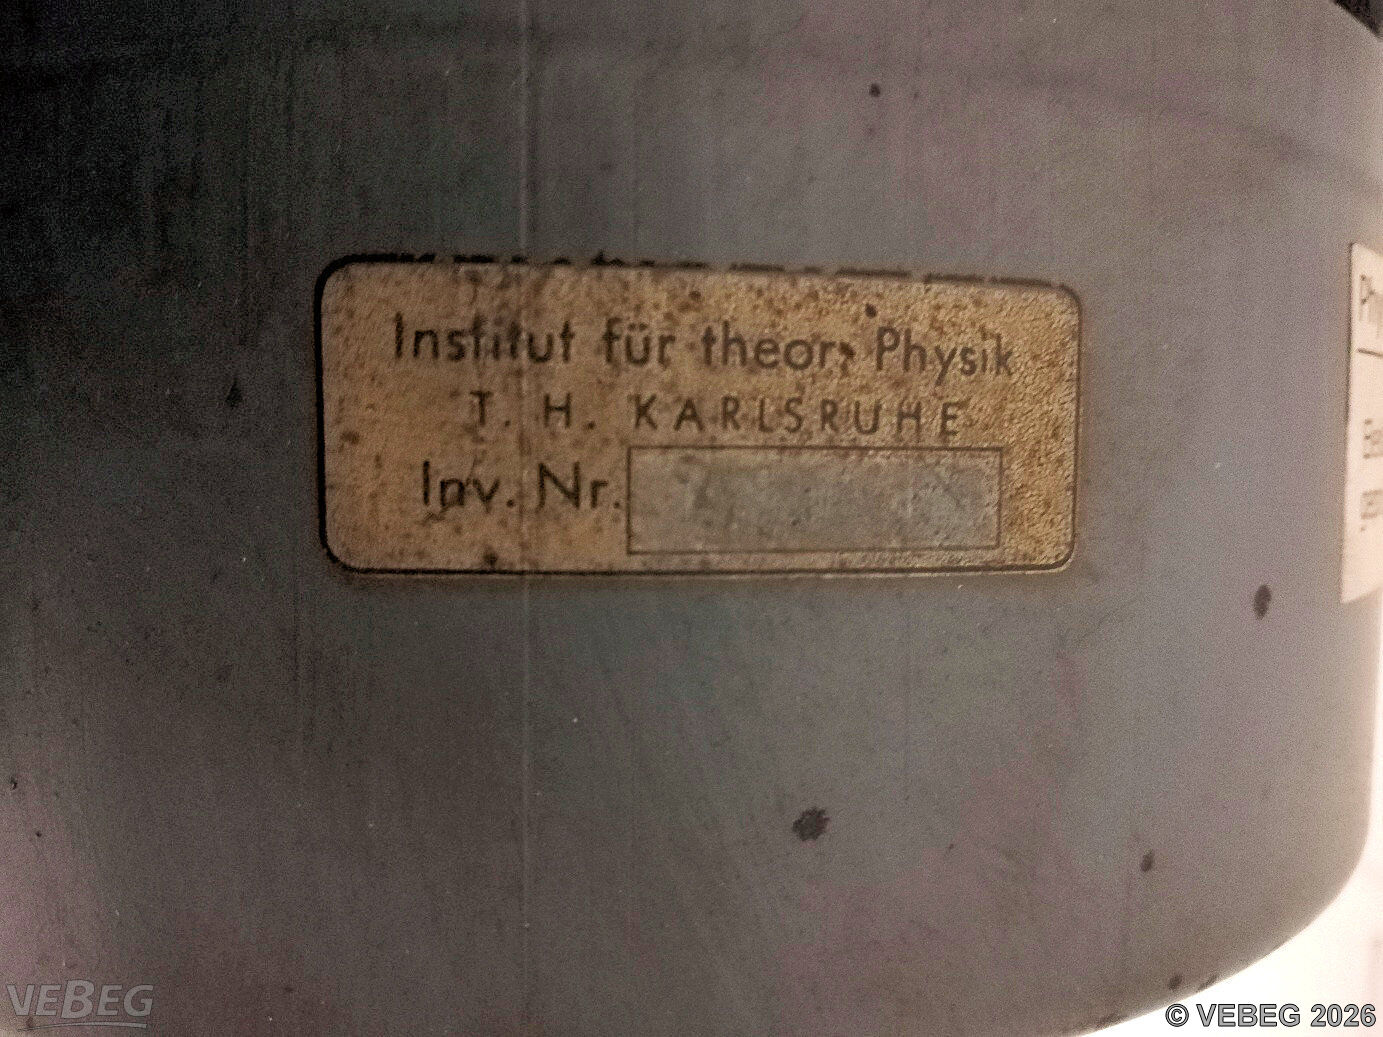 Institut für theor. Physik
T. H. KARLSRUHE
Inv. Nr.
VEBEG
© VEBEG 2026